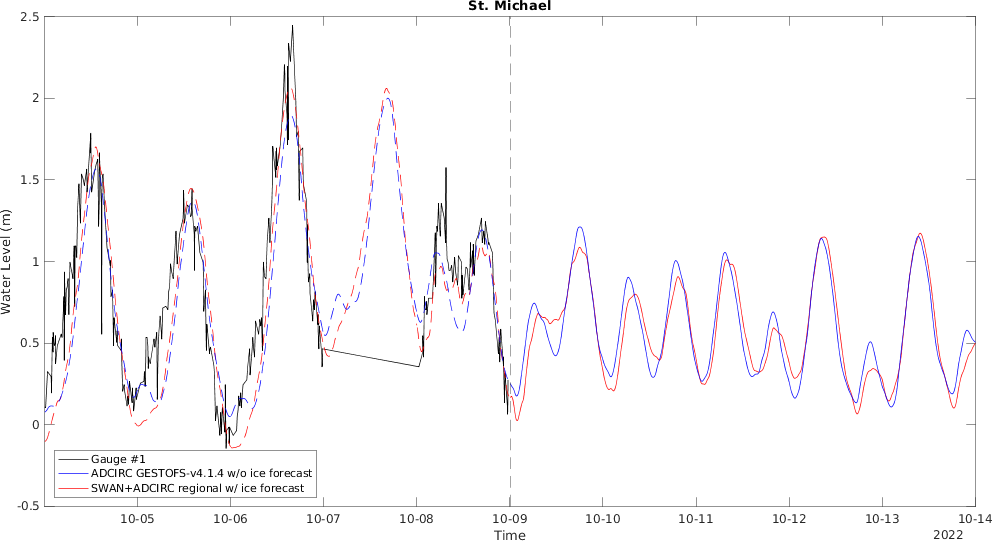 St. Michael
2.5
2
1.5
1
0.5
0
-0.5
Water Level (m)
Gauge #1
ADCIRC GESTOFS-v4.1.4 w/o ice forecast
SWAN+ADCIRC regional w/ ice forecast
10-05 10-06 10-07 10-08 10-09 10-10 10-11 10-12 10-13 10-14
Time
2022